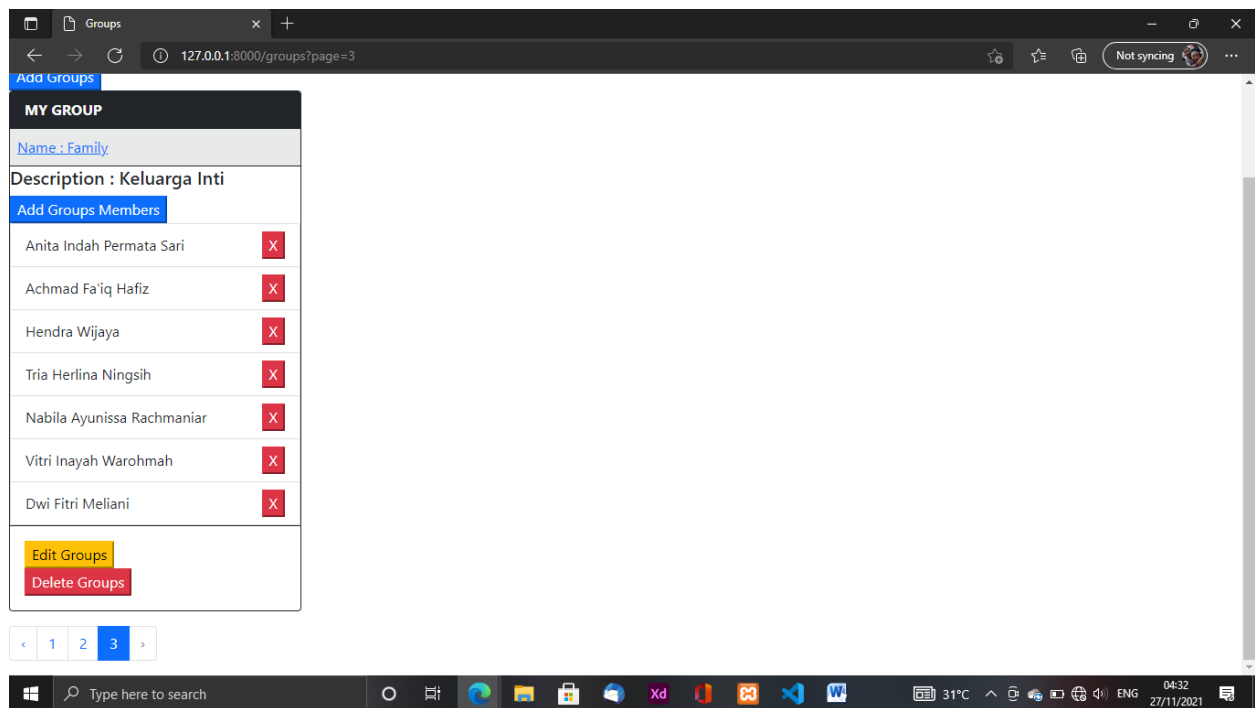 Groups
127.0.0.1:8000/groups?page=3
Not syncing
Add Groups
MY GROUP
Name : Family
Description : Keluarga Inti
Add Groups Members
Anita Indah Permata Sari X
Achmad Fa'iq Hafiz X
Hendra Wijaya X
Tria Herlina Ningsih X
Nabila Ayunissa Rachmaniar X
Vitri Inayah Warohmah X
Dwi Fitri Meliani X
Edit Groups
Delete Groups
‹ 1 2 3 ›
Type here to search
Xd
W
31°C
ENG
04:32
27/11/2021